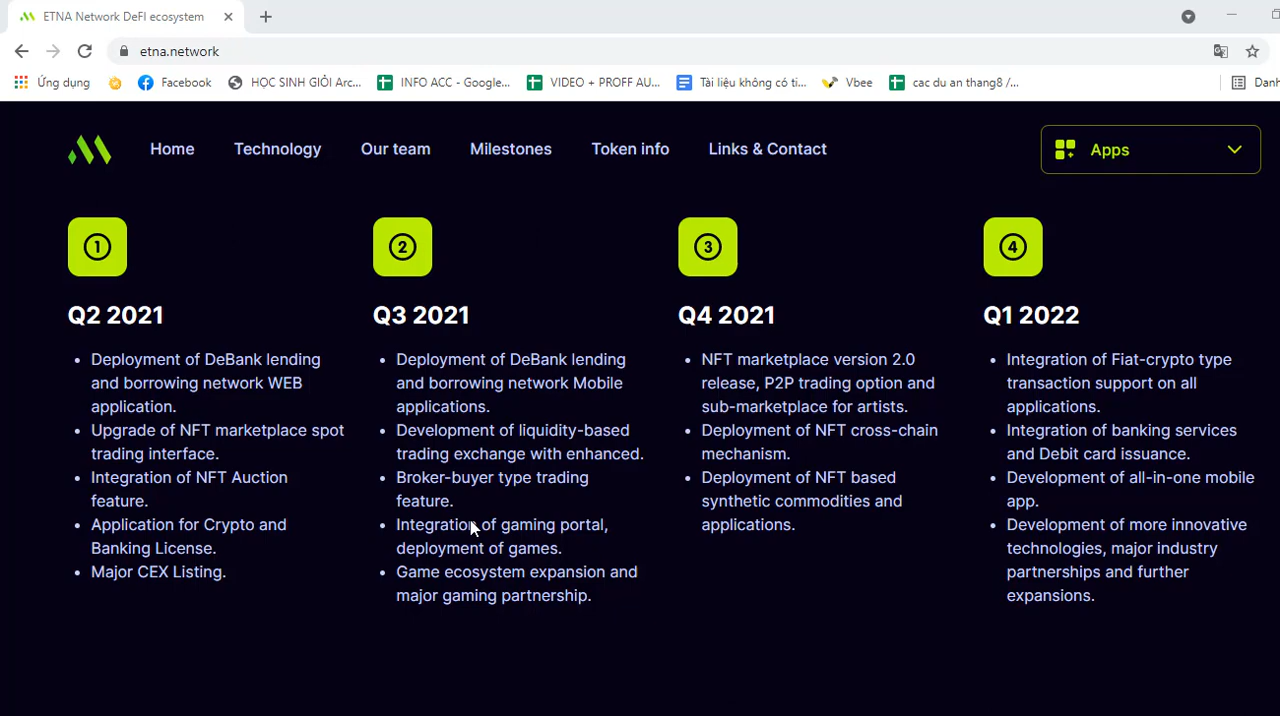 ETNA Network DeFI ecosystem
etna.network
Ứng dụng
Facebook
HỌC SINH GIỎI Arc...
INFO ACC - Google...
VIDEO + PROFF AU...
Tài liệu không có ti...
Vbee
cac du an thang8 /...
Danh
Home
Technology
Our team
Milestones
Token info
Links & Contact
Apps
1
Q2 2021
• Deployment of DeBank lending
and borrowing network WEB
application.
• Upgrade of NFT marketplace spot
trading interface.
• Integration of NFT Auction
feature.
• Application for Crypto and
Banking License.
• Major CEX Listing.
2
Q3 2021
• Deployment of DeBank lending
and borrowing network Mobile
applications.
• Development of liquidity-based
trading exchange with enhanced.
• Broker-buyer type trading
feature.
• Integration of gaming portal,
deployment of games.
• Game ecosystem expansion and
major gaming partnership.
3
Q4 2021
• NFT marketplace version 2.0
release, P2P trading option and
sub-marketplace for artists.
• Deployment of NFT cross-chain
mechanism.
• Deployment of NFT based
synthetic commodities and
applications.
4
Q1 2022
• Integration of Fiat-crypto type
transaction support on all
applications.
• Integration of banking services
and Debit card issuance.
• Development of all-in-one mobile
app.
• Development of more innovative
technologies, major industry
partnerships and further
expansions.